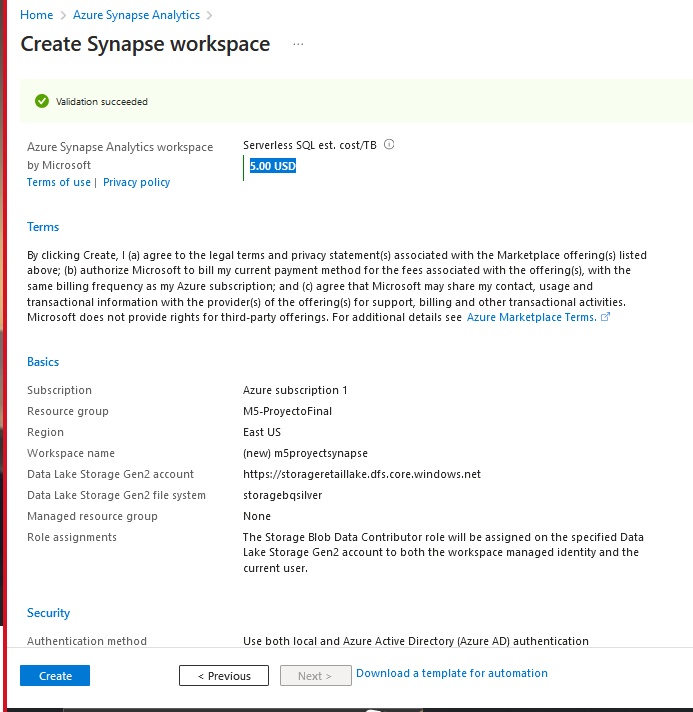 Home > Azure Synapse Analytics >
Create Synapse workspace ...
Validation succeeded
Azure Synapse Analytics workspace
by Microsoft
Terms of use | Privacy policy
Serverless SQL est. cost/TB
5.00 USD
Terms
By clicking Create, I (a) agree to the legal terms and privacy statement(s) associated with the Marketplace offering(s) listed
above; (b) authorize Microsoft to bill my current payment method for the fees associated with the offering(s), with the
same billing frequency as my Azure subscription; and (c) agree that Microsoft may share my contact, usage and
transactional information with the provider(s) of the offering(s) for support, billing and other transactional activities.
Microsoft does not provide rights for third-party offerings. For additional details see Azure Marketplace Terms.
Basics
Subscription Azure subscription 1
Resource group M5-ProyectoFinal
Region East US
Workspace name (new) m5proyectsynapse
Data Lake Storage Gen2 account https://storageretaillake.dfs.core.windows.net
Data Lake Storage Gen2 file system storagebqsilver
Managed resource group None
Role assignments The Storage Blob Data Contributor role will be assigned on the specified Data
Lake Storage Gen2 account to both the workspace managed identity and the
current user.
Security
Authentication method Use both local and Azure Active Directory (Azure AD) authentication
Create < Previous Next > Download a template for automation